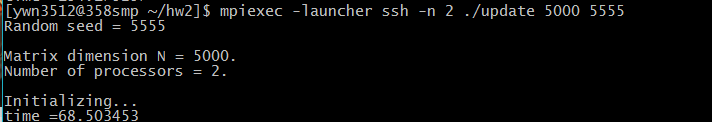 [ywn3512@358smp ~/hw2]$ mpiexec -launcher ssh -n 2 ./update 5000 5555
Random seed = 5555
Matrix dimension N = 5000.
Number of processors = 2.
Initializing...
time =68.503453